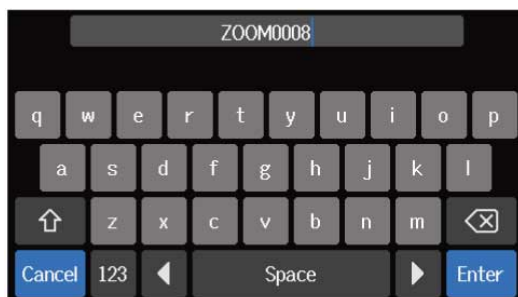 ZOOM0008
q w e r t y u i o p
a s d f g h j k l
z x c v b n m
Cancel 123 Space Enter